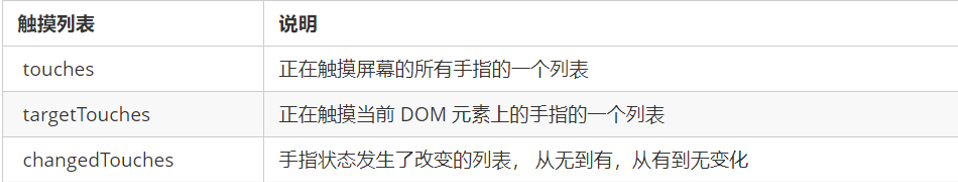 触摸列表 说明
touches 正在触摸屏幕的所有手指的一个列表
targetTouches 正在触摸当前 DOM 元素上的手指的一个列表
changedTouches 手指状态发生了改变的列表， 从无到有，从有到无变化